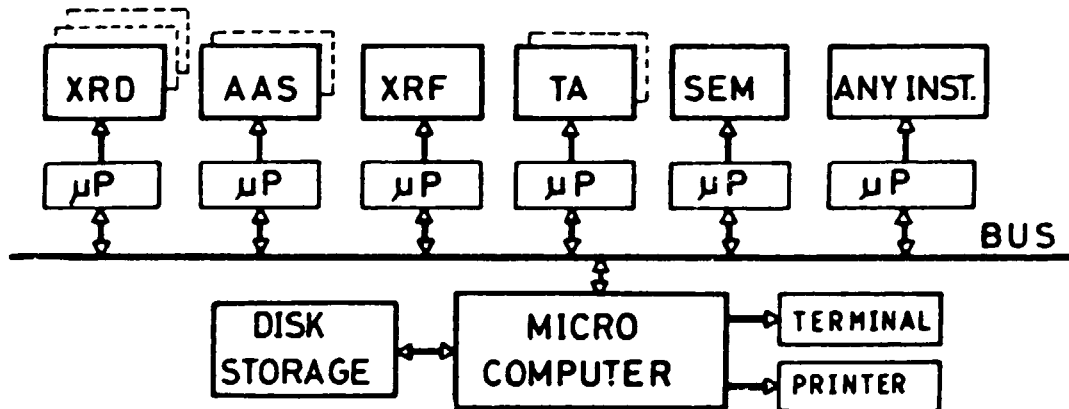 XRD AAS XRF TA SEM ANY INST.
μP μP μP μP μP μP
BUS
DISK STORAGE
MICRO COMPUTER
TERMINAL
PRINTER